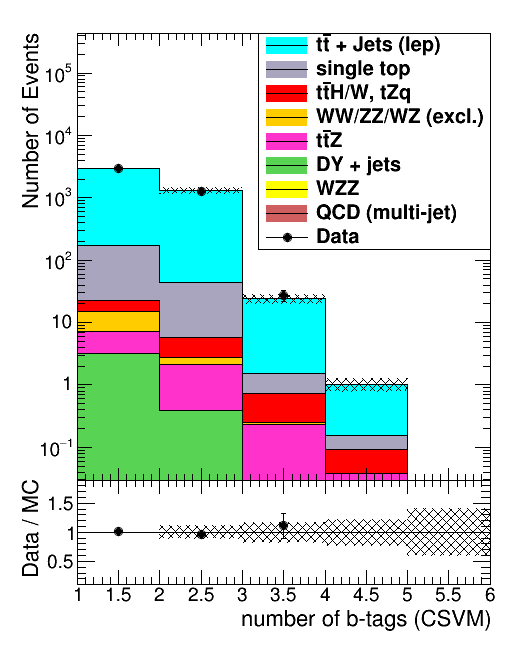 Number of Events
10^5
10^4
10^3
10^2
10
1
10^−1
tt̄ + Jets (lep)
single top
tt̄H/W, tZq
WW/ZZ/WZ (excl.)
tt̄Z
DY + jets
WZZ
QCD (multi-jet)
Data
Data / MC
1.5
1
0.5
1 1.5 2 2.5 3 3.5 4 4.5 5 5.5 6
number of b-tags (CSVM)